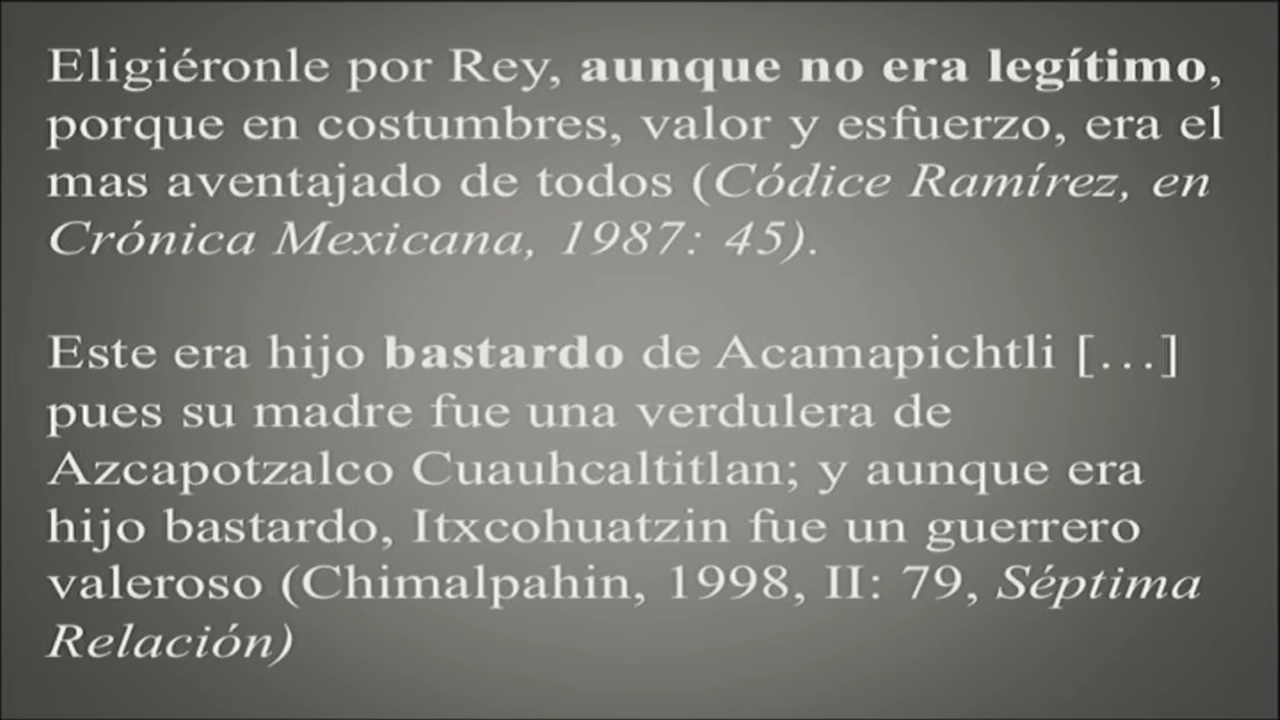 Eligiéronle por Rey, aunque no era legítimo,
porque en costumbres, valor y esfuerzo, era el
mas aventajado de todos (Códice Ramírez, en
Crónica Mexicana, 1987: 45).
Este era hijo bastardo de Acamapichtli […]
pues su madre fue una verdulera de
Azcapotzalco Cuauhcaltitlan; y aunque era
hijo bastardo, Itxcohuatzin fue un guerrero
valeroso (Chimalpahin, 1998, II: 79, Séptima
Relación)